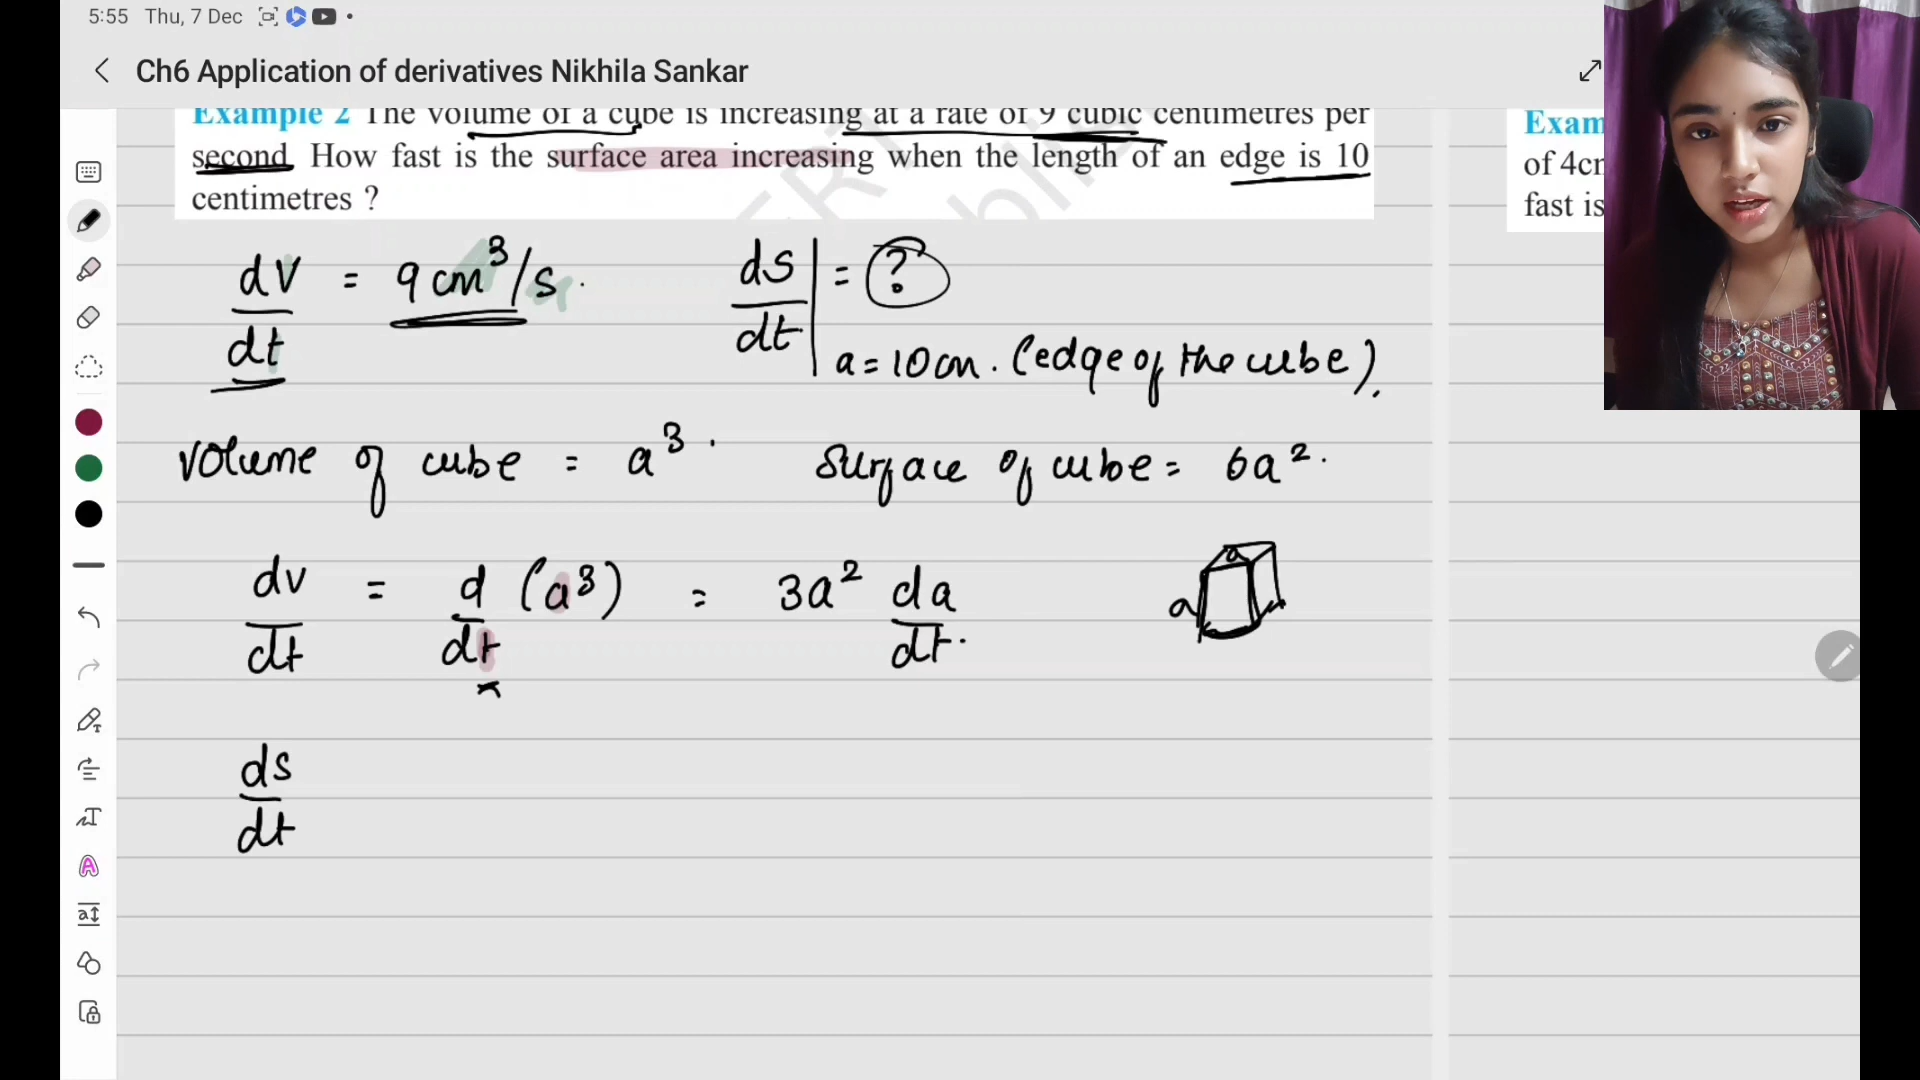 5:55 Thu, 7 Dec
Ch6 Application of derivatives Nikhila Sankar
Example 2 The volume of a cube is increasing at a rate of 9 cubic centimetres per
second. How fast is the surface area increasing when the length of an edge is 10
centimetres ?
Exam
of 4cm
fast is
dV/dt = 9 cm³/s.
dS/dt | = ?
a = 10cm. (edge of the cube).
Volume of cube = a³.
Surface of cube = 6a².
dv/dt = d/dt (a³) = 3a² da/dt.
a
a
ds/dt